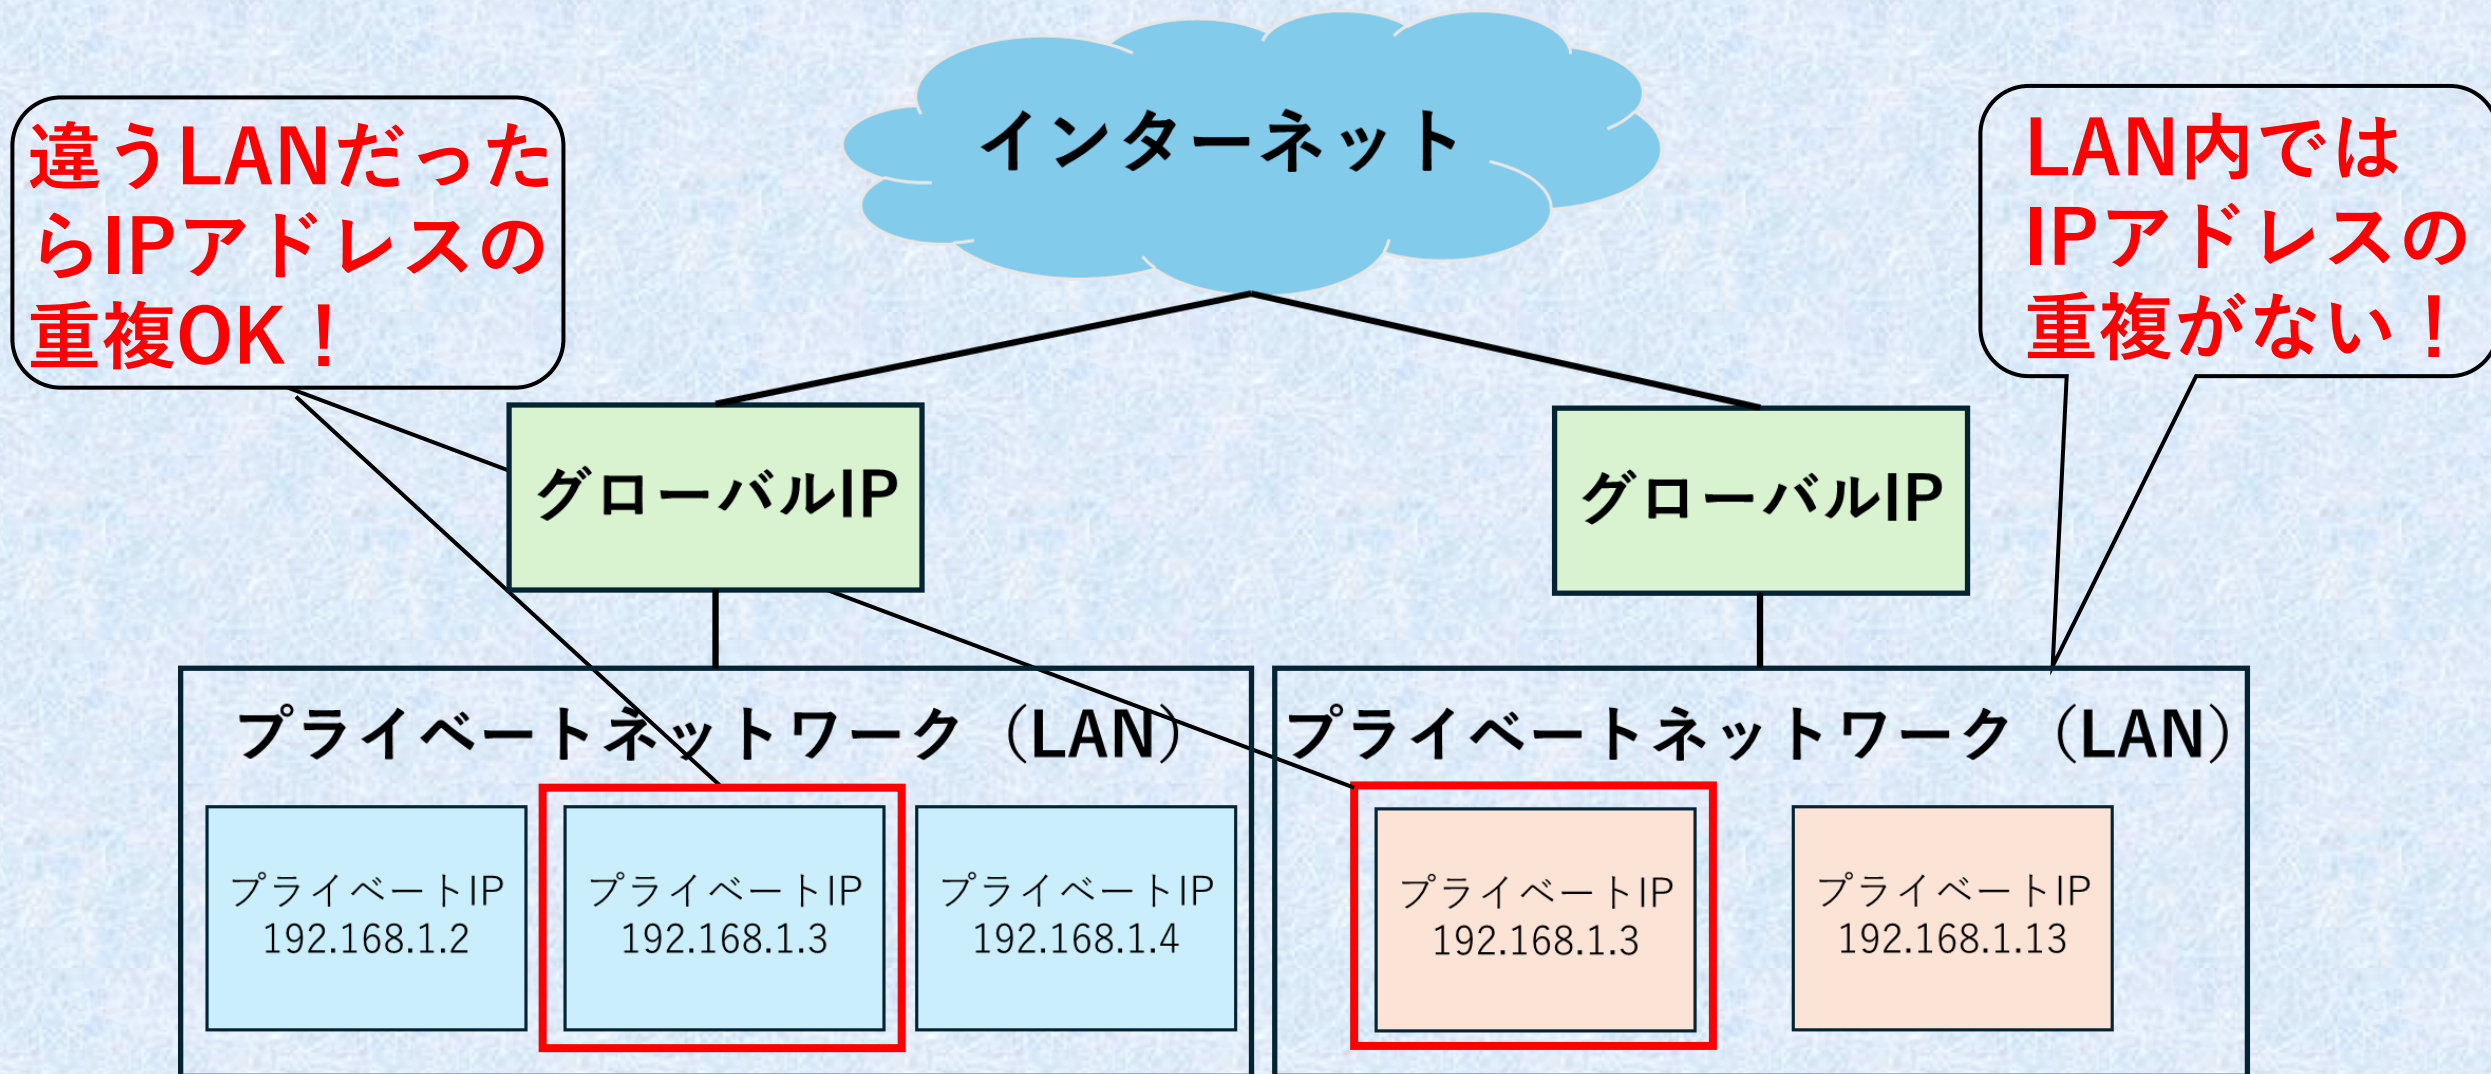 インターネット
違うLANだった
らIPアドレスの
重複OK！
LAN内では
IPアドレスの
重複がない！
グローバルIP
グローバルIP
プライベートネットワーク（LAN）
プライベートIP
192.168.1.2
プライベートIP
192.168.1.3
プライベートIP
192.168.1.4
プライベートネットワーク（LAN）
プライベートIP
192.168.1.3
プライベートIP
192.168.1.13